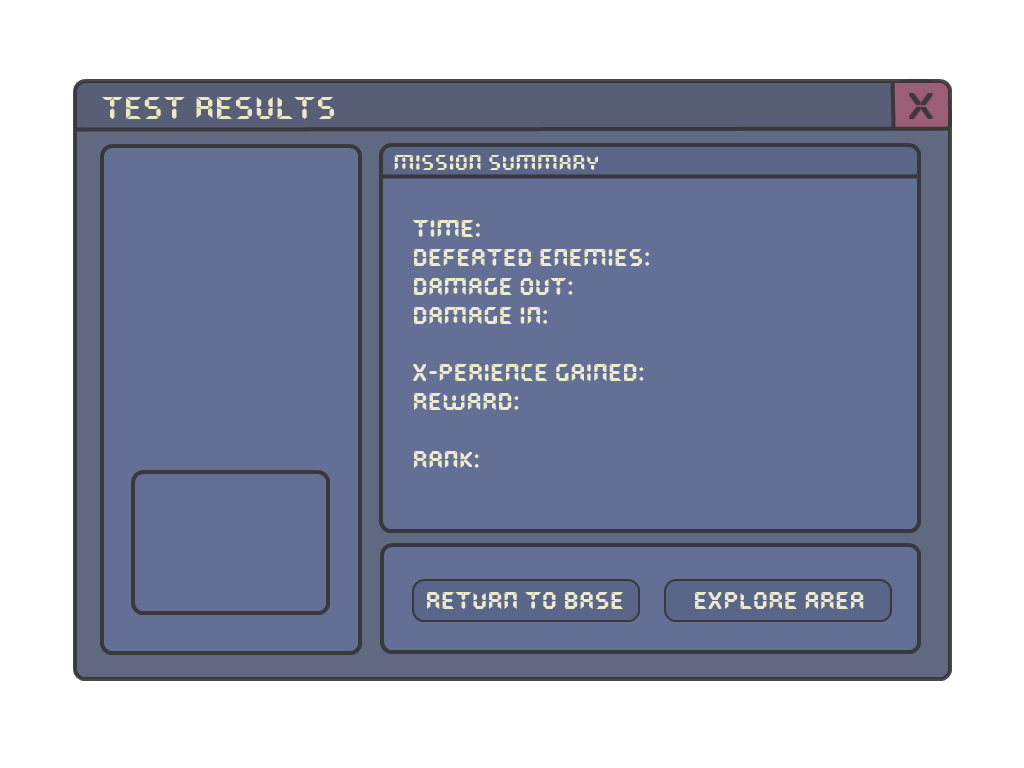 TEST RESULTS
X
MISSION SUMMARY
TIME:
DEFEATED ENEMIES:
DAMAGE OUT:
DAMAGE IN:
X-PERIENCE GAINED:
REWARD:
RANK:
RETURN TO BASE
EXPLORE AREA